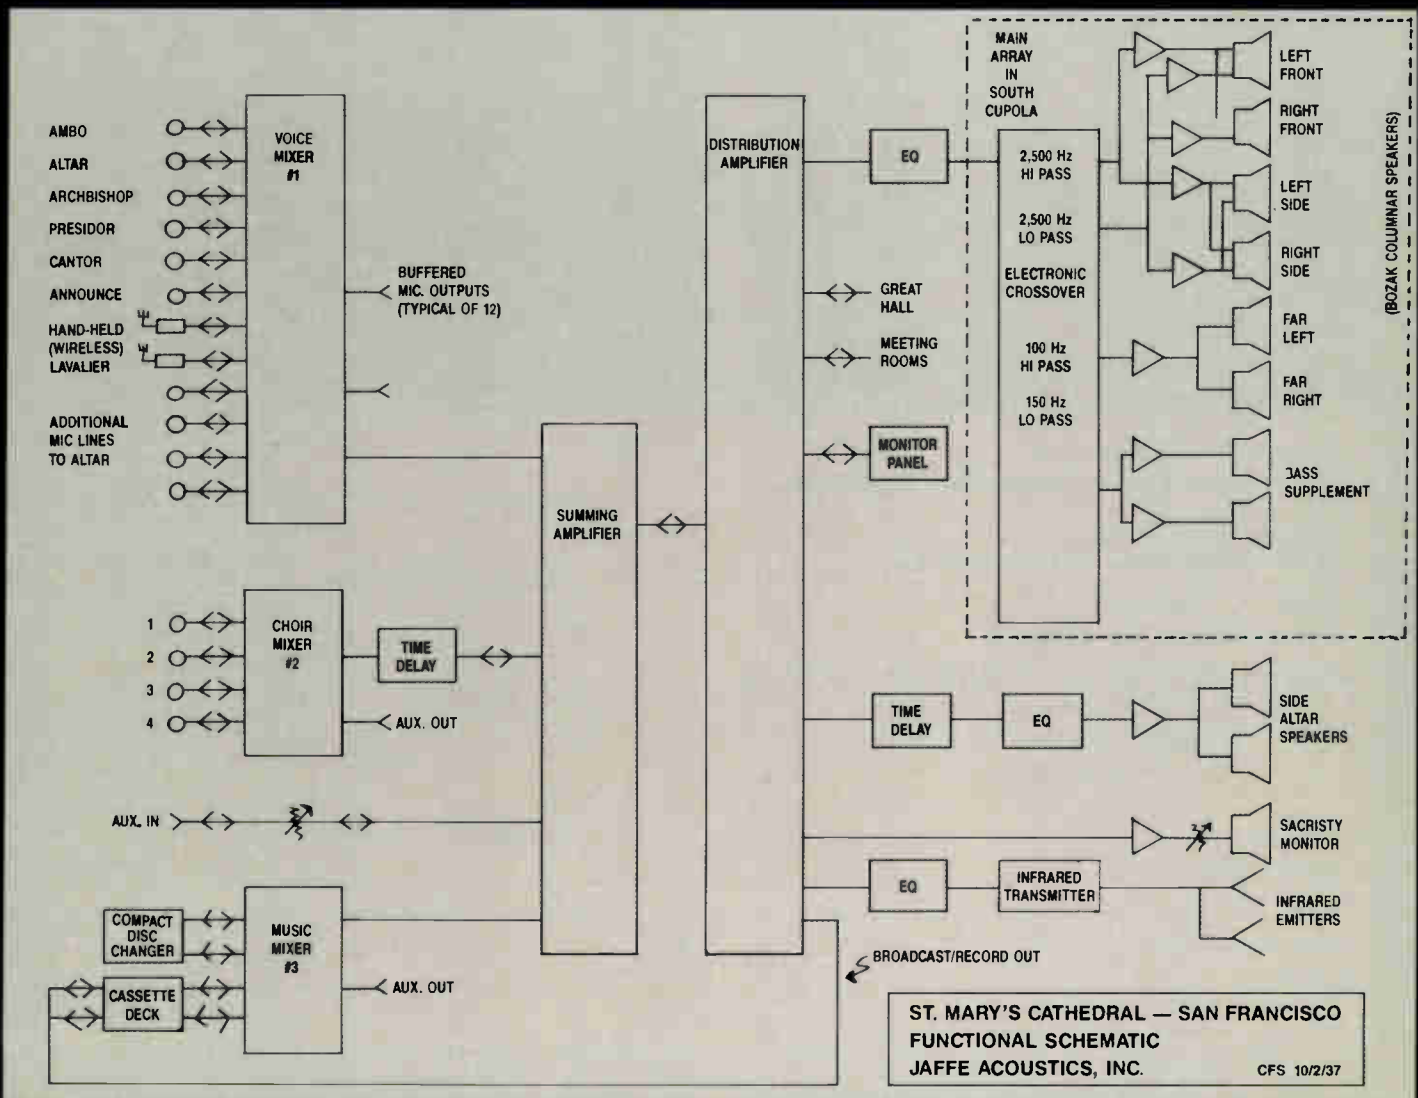 AMBO
ALTAR
ARCHBISHOP
PRESIDOR
CANTOR
ANNOUNCE
HAND-HELD
(WIRELESS)
LAVALIER
ADDITIONAL
MIC LINES
TO ALTAR
VOICE
MIXER
#1
BUFFERED
MIC. OUTPUTS
(TYPICAL OF 12)
1
2
3
4
CHOIR
MIXER
#2
TIME
DELAY
AUX. OUT
AUX. IN
COMPACT
DISC
CHANGER
CASSETTE
DECK
MUSIC
MIXER
#3
AUX. OUT
SUMMING
AMPLIFIER
DISTRIBUTION
AMPLIFIER
EQ
GREAT
HALL
MEETING
ROOMS
MONITOR
PANEL
MAIN
ARRAY
IN
SOUTH
CUPOLA
2,500 Hz
HI PASS
2,500 Hz
LO PASS
ELECTRONIC
CROSSOVER
100 Hz
HI PASS
150 Hz
LO PASS
LEFT
FRONT
RIGHT
FRONT
LEFT
SIDE
RIGHT
SIDE
FAR
LEFT
FAR
RIGHT
BASS
SUPPLEMENT
(BOZAK COLUMNAR SPEAKERS)
TIME
DELAY
EQ
SIDE
ALTAR
SPEAKERS
SACRISTY
MONITOR
EQ
INFRARED
TRANSMITTER
INFRARED
EMITTERS
BROADCAST/RECORD OUT
ST. MARY'S CATHEDRAL — SAN FRANCISCO
FUNCTIONAL SCHEMATIC
JAFFE ACOUSTICS, INC.
CFS 10/2/37